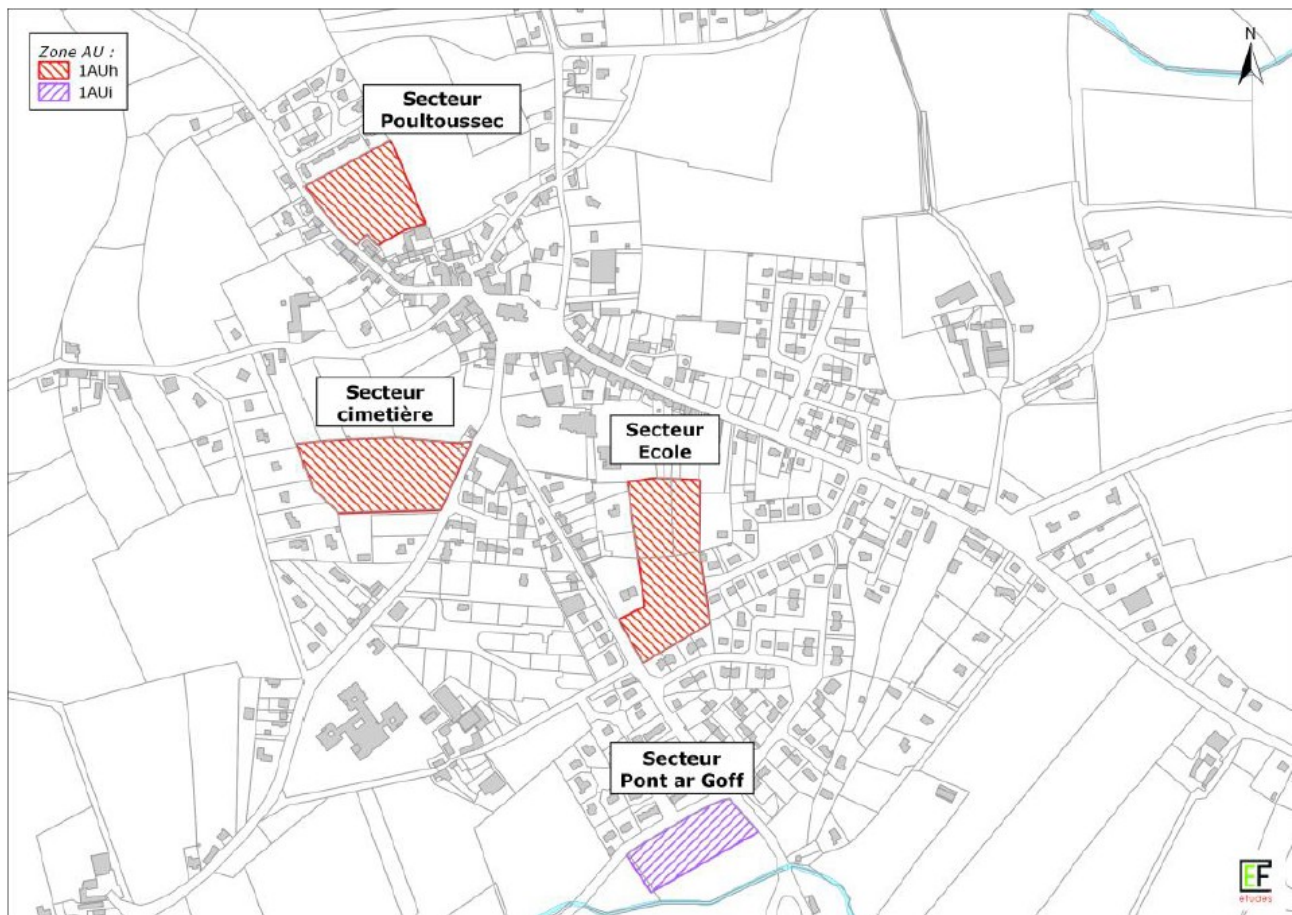 Zone AU :
1AUh
1AUi
N
Secteur
Poultoussec
Secteur
cimetière
Secteur
Ecole
Secteur
Pont ar Goff
EF
études